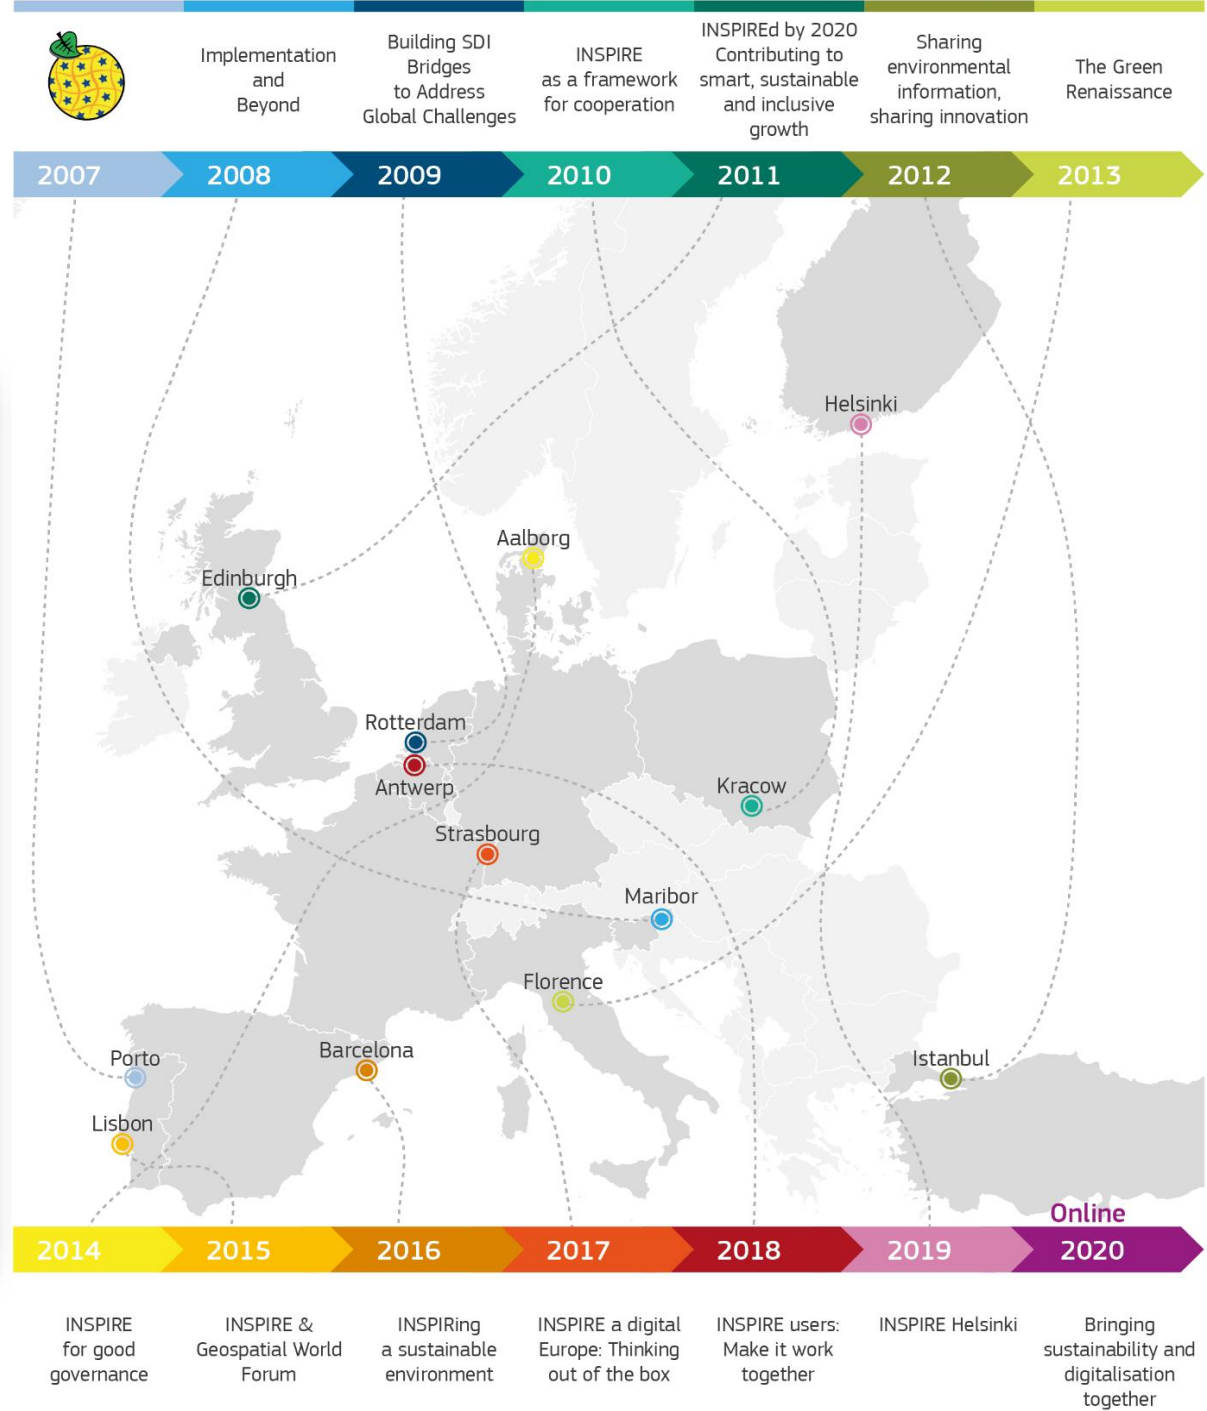 Implementation
and
Beyond
Building SDI
Bridges
to Address
Global Challenges
INSPIRE
as a framework
for cooperation
INSPIREd by 2020
Contributing to
smart, sustainable
and inclusive
growth
Sharing
environmental
information,
sharing innovation
The Green
Renaissance
2007
2008
2009
2010
2011
2012
2013
Helsinki
Aalborg
Edinburgh
Rotterdam
Antwerp
Kracow
Strasbourg
Maribor
Florence
Barcelona
Porto
Istanbul
Lisbon
Online
2014
2015
2016
2017
2018
2019
2020
INSPIRE
for good
governance
INSPIRE &
Geospatial World
Forum
INSPIRing
a sustainable
environment
INSPIRE a digital
Europe: Thinking
out of the box
INSPIRE users:
Make it work
together
INSPIRE Helsinki
Bringing
sustainability and
digitalisation
together